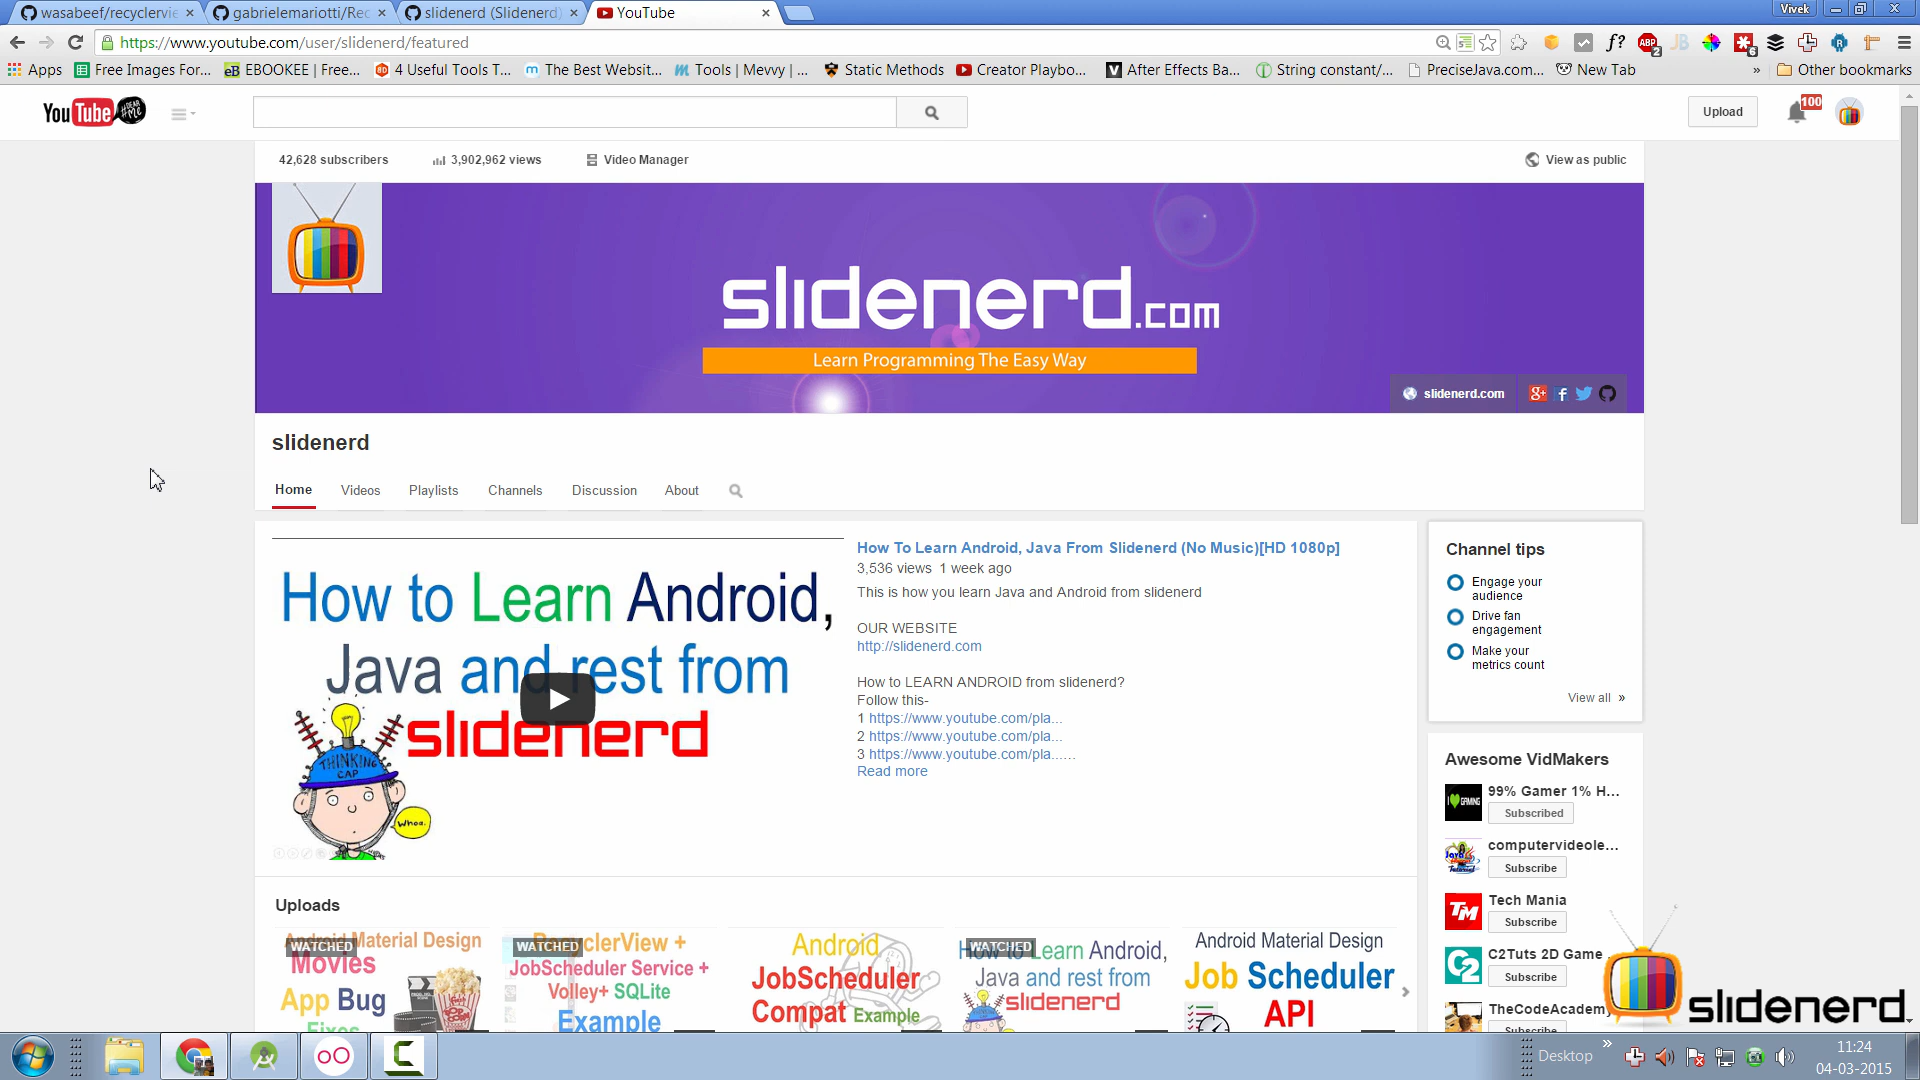 wasabeef/recyclervie
gabrielemariotti/Rec
slidenerd (Slidenerd)
YouTube
Vivek
https://www.youtube.com/user/slidenerd/featured
Apps
Free Images For...
EBOOKEE | Free...
4 Useful Tools T...
The Best Websit...
Tools | Mevvy | ...
Static Methods
Creator Playbo...
After Effects Ba...
String constant/...
PreciseJava.com...
New Tab
»
Other bookmarks
YouTube
Upload
100
42,628 subscribers
3,902,962 views
Video Manager
View as public
slidenerd.com
Learn Programming The Easy Way
slidenerd.com
slidenerd
Home
Videos
Playlists
Channels
Discussion
About
How to Learn Android,
Java and rest from
slidenerd
THINKING
CAP
Whoa.
How To Learn Android, Java From Slidenerd (No Music)[HD 1080p]
3,536 views 1 week ago
This is how you learn Java and Android from slidenerd
OUR WEBSITE
http://slidenerd.com
How to LEARN ANDROID from slidenerd?
Follow this-
1 https://www.youtube.com/pla...
2 https://www.youtube.com/pla...
3 https://www.youtube.com/pla......
Read more
Channel tips
Engage your
audience
Drive fan
engagement
Make your
metrics count
View all »
Awesome VidMakers
99% Gamer 1% H...
Subscribed
computervideole...
Subscribe
Tech Mania
Subscribe
C2Tuts 2D Game
Subscribe
TheCodeAcadem
Subscribe
Uploads
WATCHED
Android Material Design
Movies
App Bug
Fixes
WATCHED
RecyclerView +
JobScheduler Service +
Volley+ SQLite
Example
Android
JobScheduler
Compat Example
WATCHED
How to Learn Android,
Java and rest from
slidenerd
Android Material Design
Job Scheduler
API
slidenerd
Desktop
»
11:24
04-03-2015